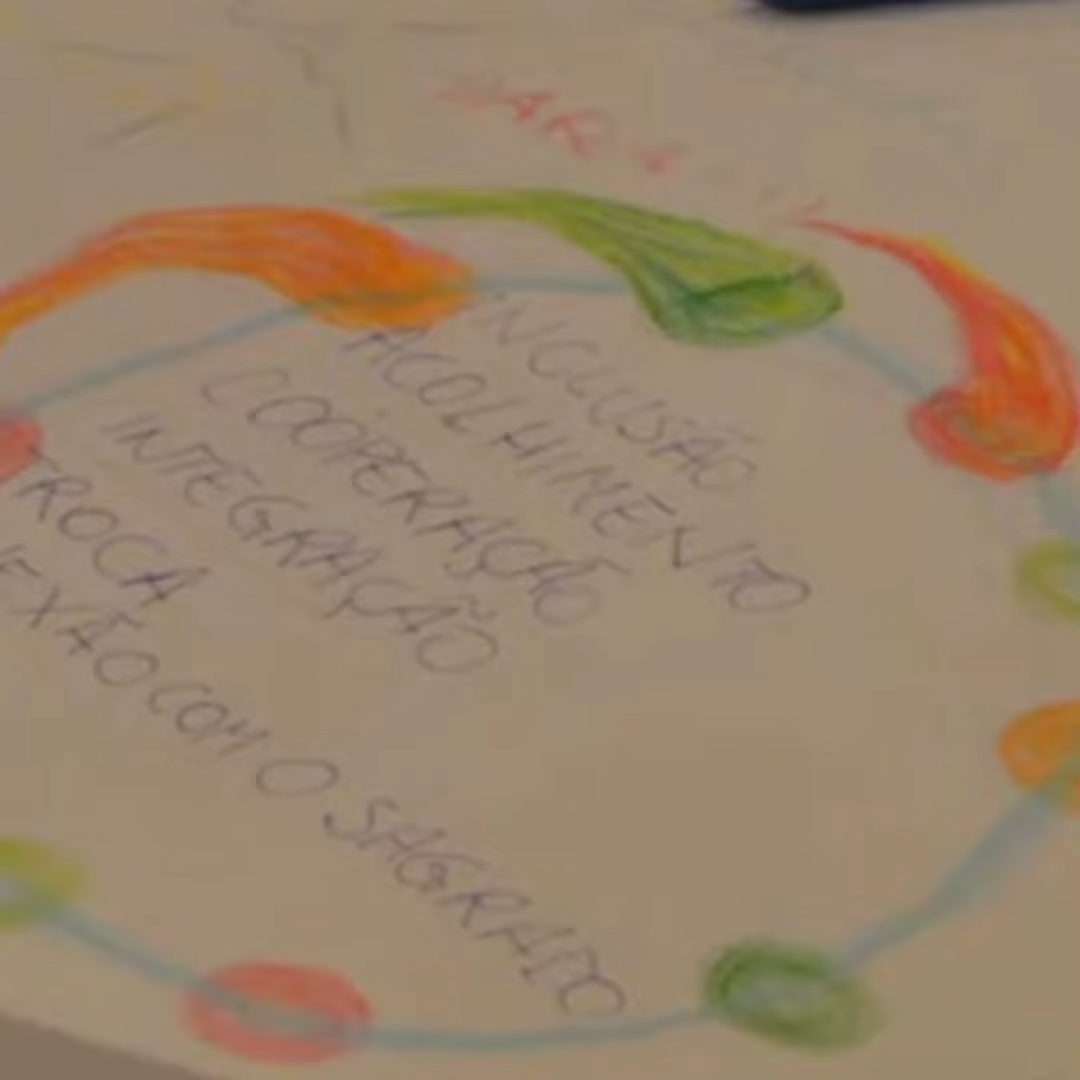 INCLUSÃO
ACOLHIMENTO
COOPERAÇÃO
INTEGRAÇÃO
TROCA
EXÃO COM O SAGRADO